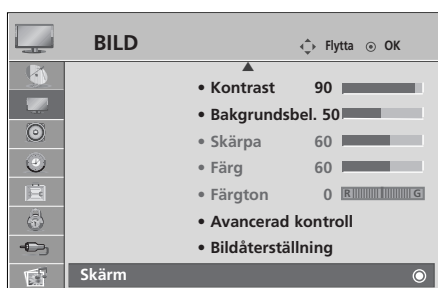 BILD Flytta OK
• Kontrast 90
• Bakgrundsbel. 50
• Skärpa 60
• Färg 60
• Färgton 0 R G
• Avancerad kontroll
• Bildåterställning
Skärm